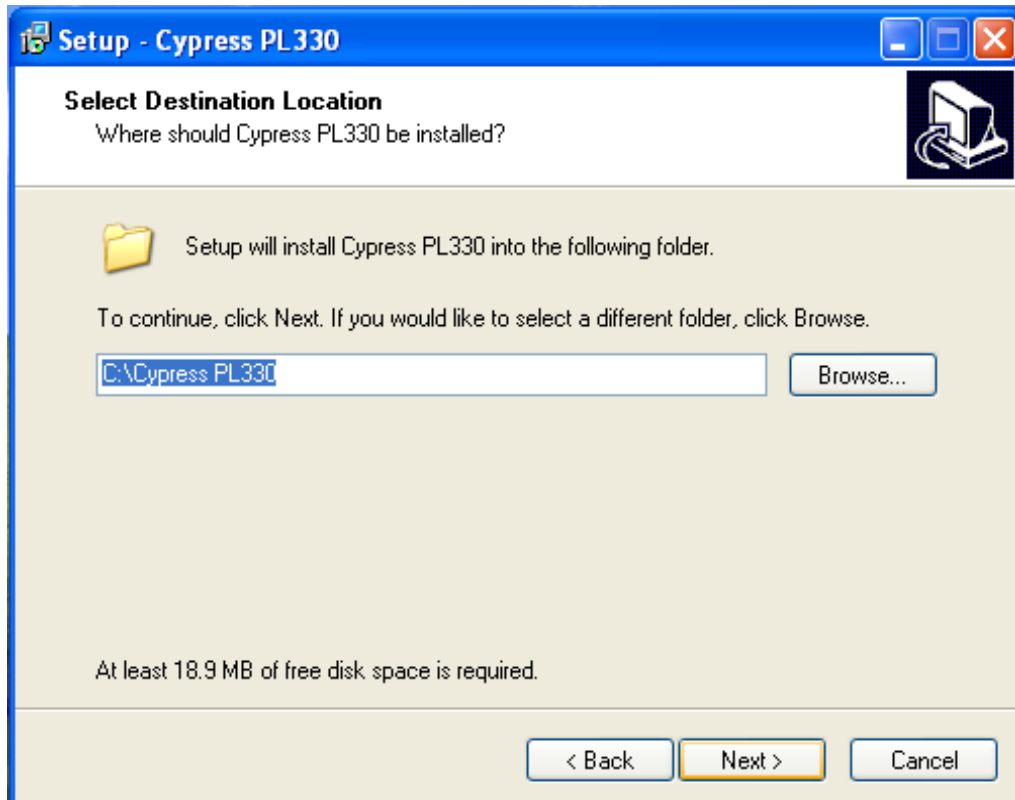 Setup - Cypress PL330
Select Destination Location
Where should Cypress PL330 be installed?
Setup will install Cypress PL330 into the following folder.
To continue, click Next. If you would like to select a different folder, click Browse.
C:\Cypress PL330
Browse...
At least 18.9 MB of free disk space is required.
< Back
Next >
Cancel